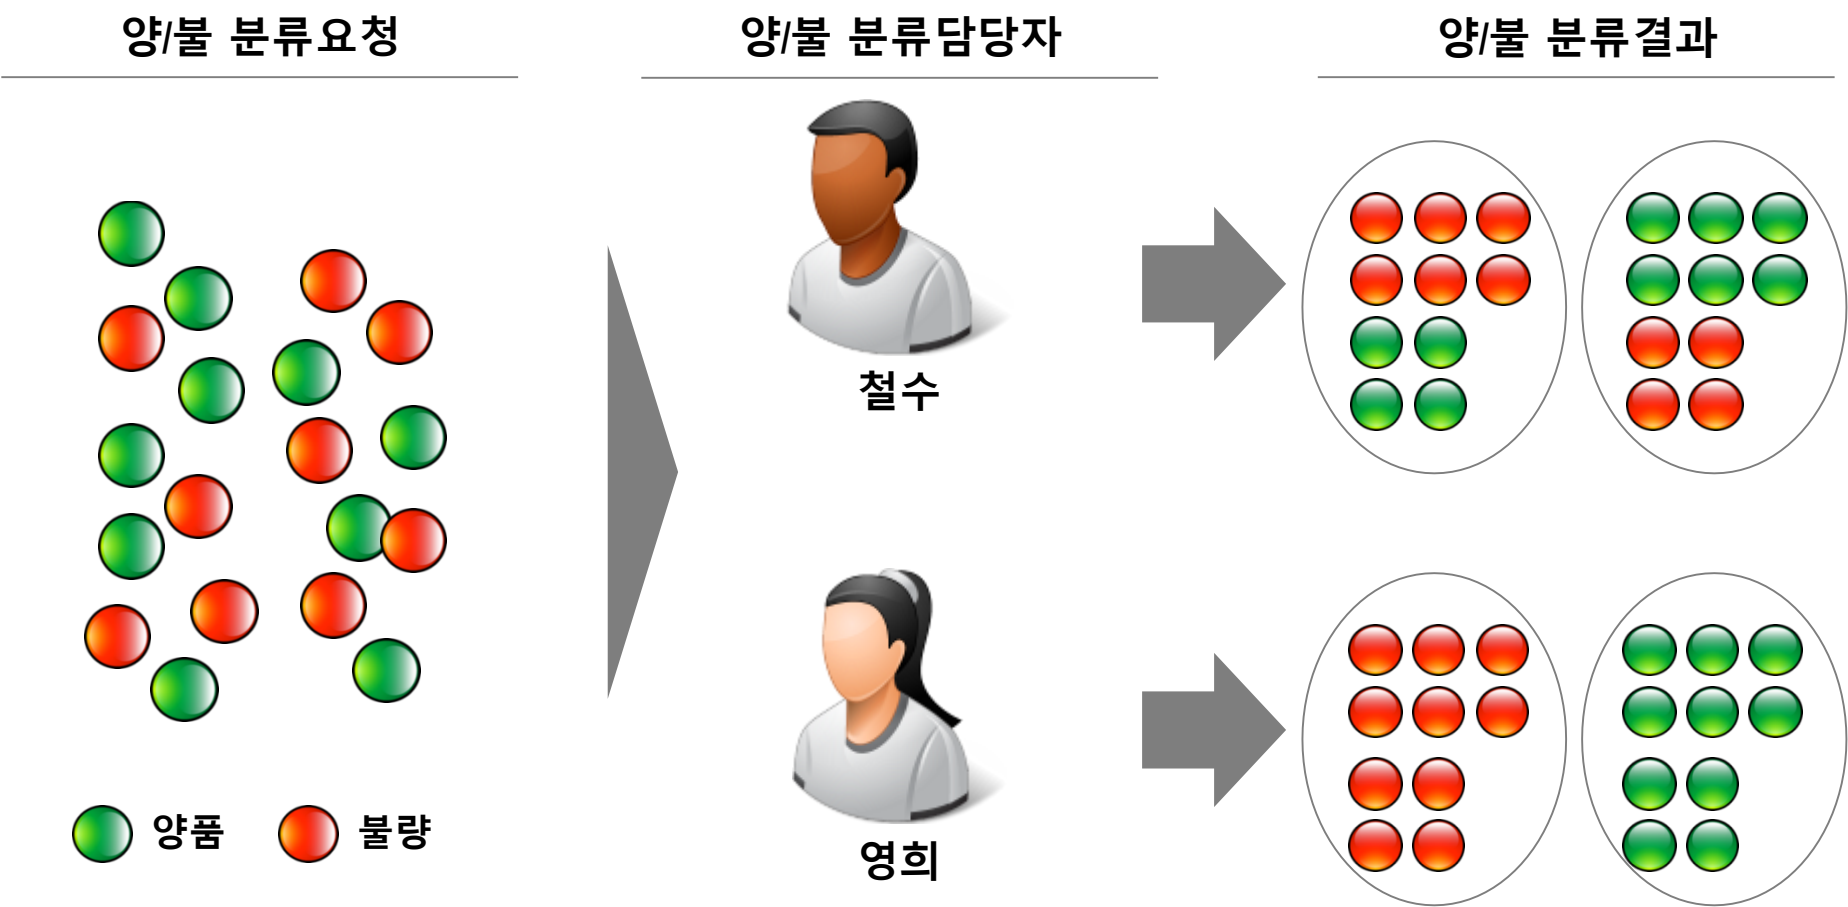 양/불 분류요청
양/불 분류담당자
양/불 분류결과
철수
영희
양품
불량